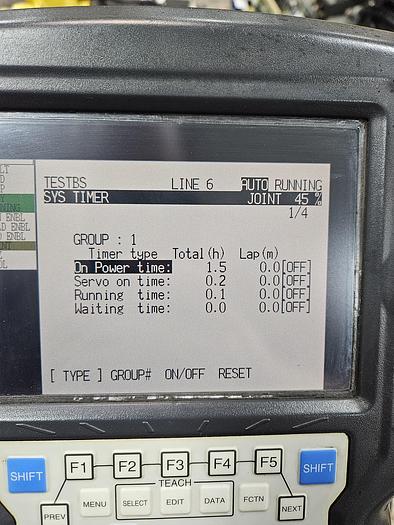 TESTBS LINE 6 AUTO RUNNING
SYS TIMER JOINT 45 %
1/4
GROUP : 1
Timer type Total(h) Lap(m)
On Power time: 1.5 0.0[OFF]
Servo on time: 0.2 0.0[OFF]
Running time: 0.1 0.0[OFF]
Waiting time: 0.0 0.0[OFF]
[ TYPE ] GROUP# ON/OFF RESET
SHIFT F1 F2 F3 F4 F5 SHIFT
TEACH
PREV MENU SELECT EDIT DATA FCTN NEXT